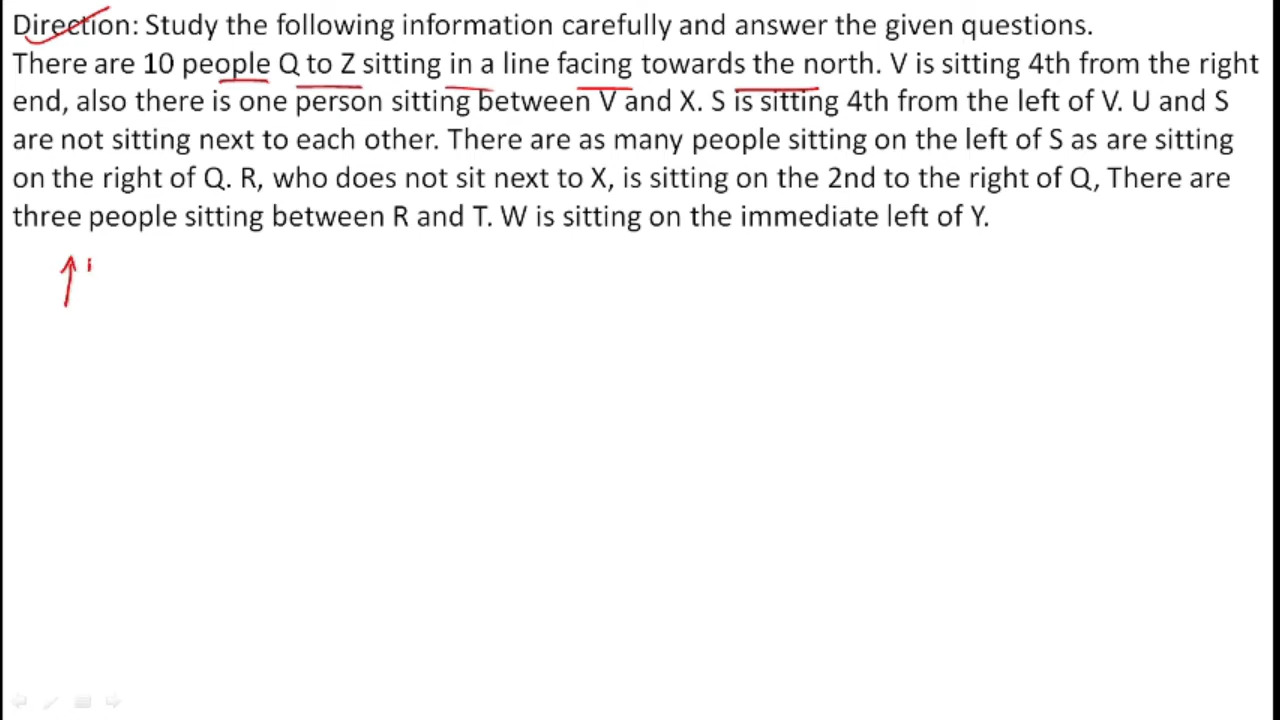 Direction: Study the following information carefully and answer the given questions.
There are 10 people Q to Z sitting in a line facing towards the north. V is sitting 4th from the right
end, also there is one person sitting between V and X. S is sitting 4th from the left of V. U and S
are not sitting next to each other. There are as many people sitting on the left of S as are sitting
on the right of Q. R, who does not sit next to X, is sitting on the 2nd to the right of Q, There are
three people sitting between R and T. W is sitting on the immediate left of Y.